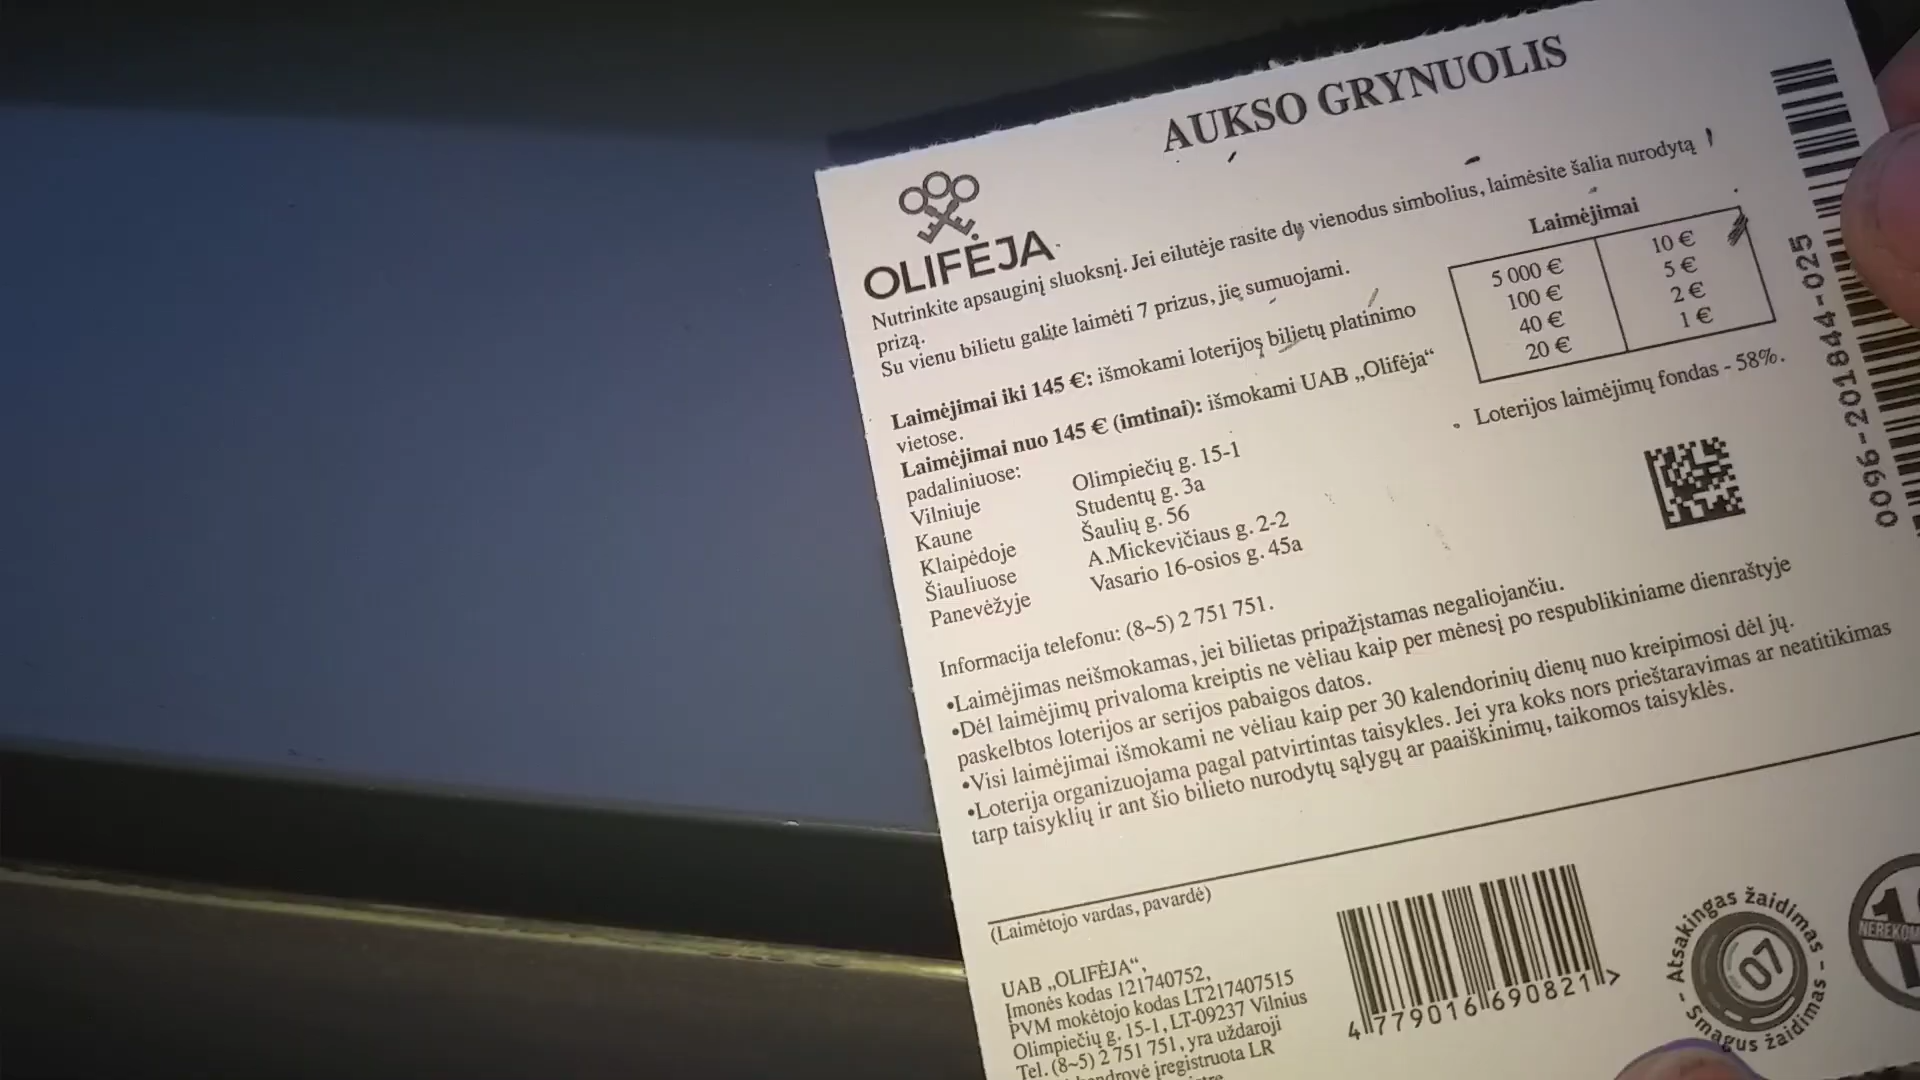 AUKSO GRYNUOLIS
OLIFĖJA
Nutrinkite apsauginį sluoksnį. Jei eilutėje rasite du vienodus simbolius, laimėsite šalia nurodytą
prizą.
Su vienu bilietu galite laimėti 7 prizus, jie sumuojami.
Laimėjimai iki 145 €: išmokami loterijos bilietų platinimo
vietose.
Laimėjimai nuo 145 € (imtinai): išmokami UAB „Olifėja“
padaliniuose:
Vilniuje Olimpiečių g. 15-1
Kaune Studentų g. 3a
Klaipėdoje Šaulių g. 56
Šiauliuose A.Mickevičiaus g. 2-2
Panevėžyje Vasario 16-osios g. 45a
Laimėjimai
5 000 € 10 €
100 € 5 €
40 € 2 €
20 € 1 €
Loterijos laimėjimų fondas - 58%.
0096-201844-025
Informacija telefonu: (8~5) 2 751 751.
•Laimėjimas neišmokamas, jei bilietas pripažįstamas negaliojančiu.
•Dėl laimėjimų privaloma kreiptis ne vėliau kaip per mėnesį po respublikiniame dienraštyje
paskelbtos loterijos ar serijos pabaigos datos.
•Visi laimėjimai išmokami ne vėliau kaip per 30 kalendorinių dienų nuo kreipimosi dėl jų.
•Loterija organizuojama pagal patvirtintas taisykles. Jei yra koks nors prieštaravimas ar neatitikimas
tarp taisyklių ir ant šio bilieto nurodytų sąlygų ar paaiškinimų, taikomos taisyklės.
(Laimėtojo vardas, pavardė)
UAB „OLIFĖJA“,
Įmonės kodas 121740752,
PVM mokėtojo kodas LT217407515
Olimpiečių g. 15-1, LT-09237 Vilnius
Tel. (8~5) 2 751 751, yra uždaroji
įregistruota LR
4 779016 690821 >
- Atsakingas žaidimas - Smagus žaidimas
07